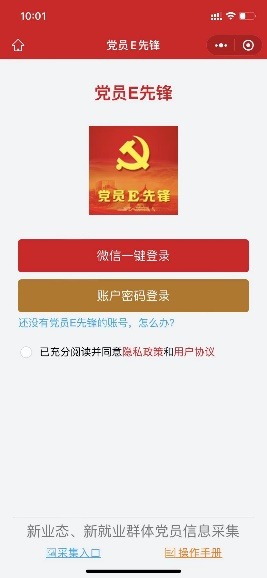 10:01
党员E先锋
党员E先锋
党员E先锋
微信一键登录
账户密码登录
还没有党员E先锋的账号，怎么办?
已充分阅读并同意隐私政策和用户协议
新业态、新就业群体党员信息采集
采集入口 操作手册